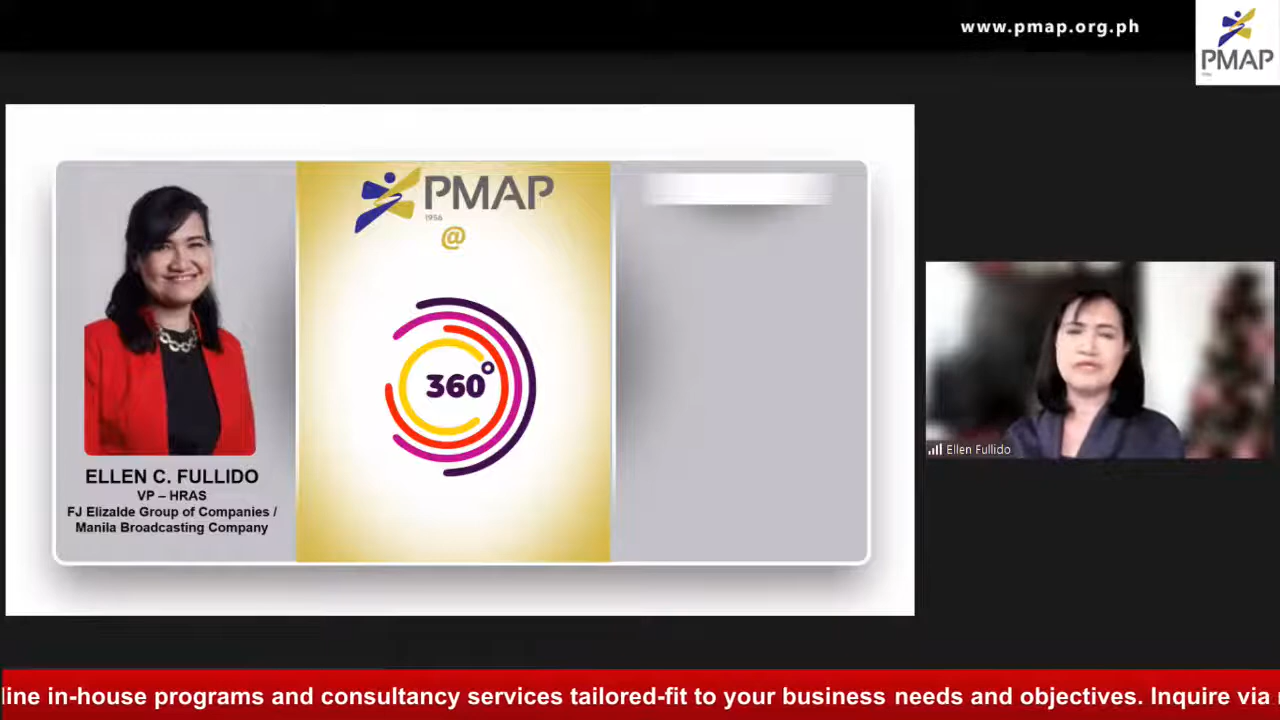 www.pmap.org.ph
PMAP
PMAP
1956
@
360°
ELLEN C. FULLIDO
VP – HRAS
FJ Elizalde Group of Companies /
Manila Broadcasting Company
Ellen Fullido
line in-house programs and consultancy services tailored-fit to your business needs and objectives. Inquire via